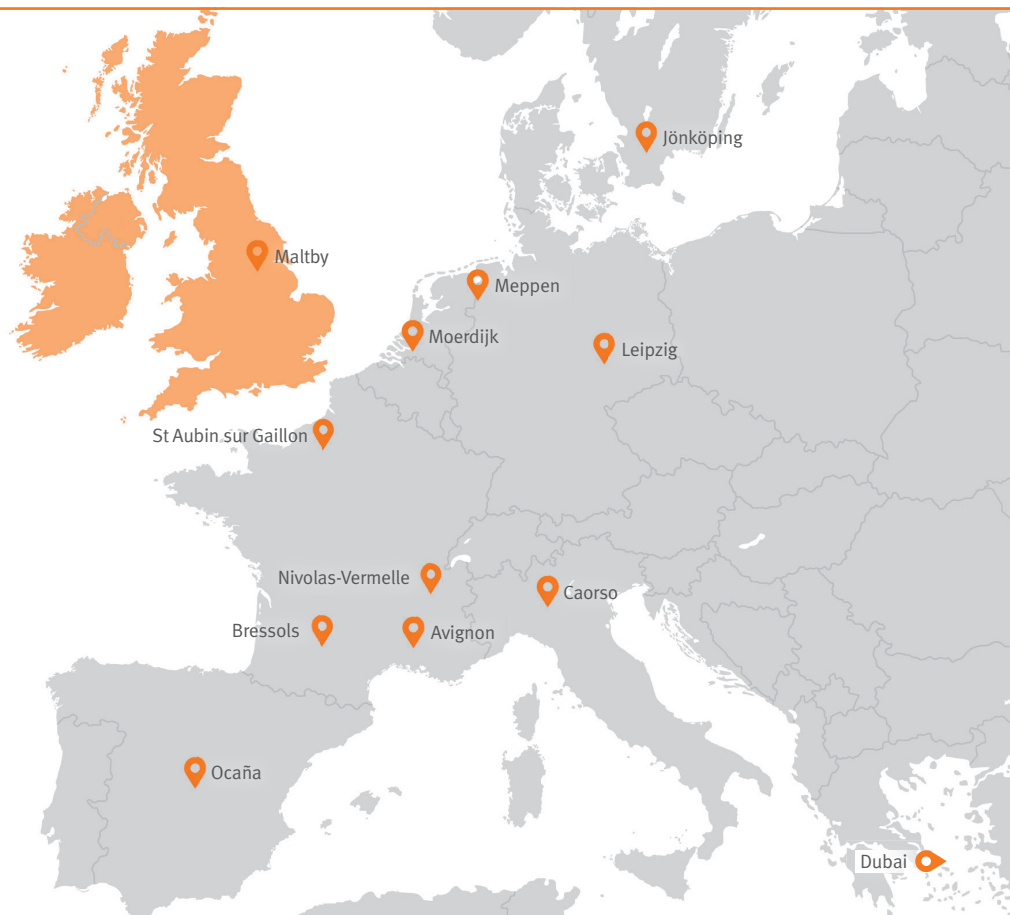 Jönköping
Maltby
Meppen
Moerdijk
Leipzig
St Aubin sur Gaillon
Nivolas-Vermelle
Caorso
Bressols
Avignon
Ocaña
Dubai